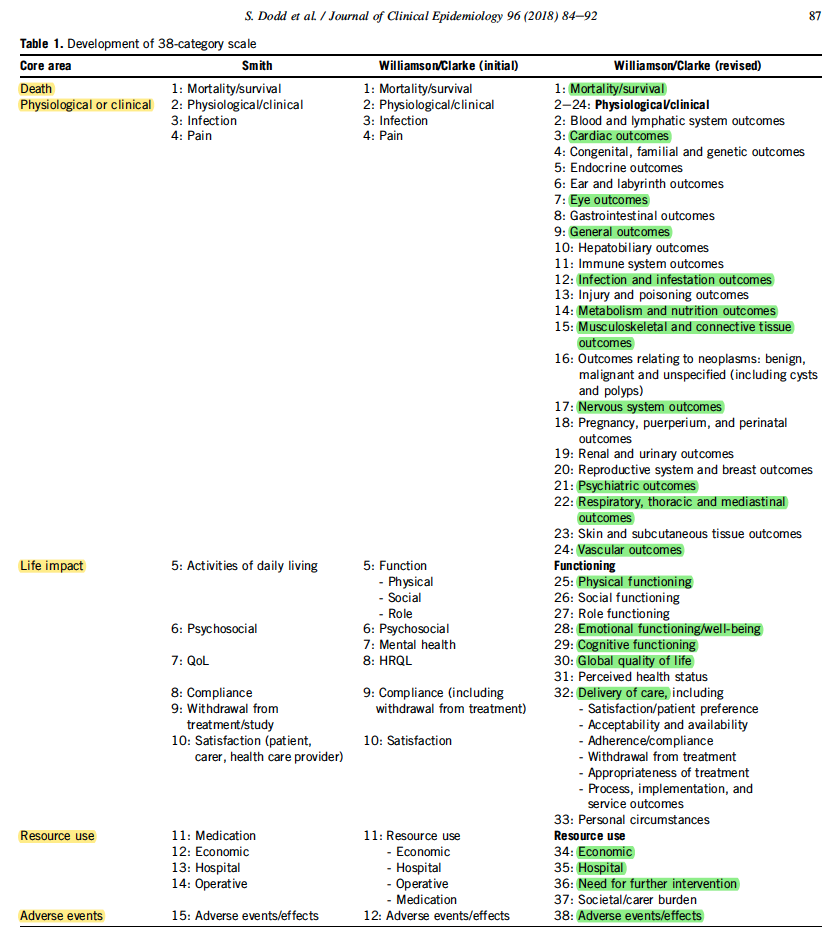 S. Dodd et al. / Journal of Clinical Epidemiology 96 (2018) 84–92 87
Table 1. Development of 38-category scale
Core area Smith Williamson/Clarke (initial) Williamson/Clarke (revised)
Death 1: Mortality/survival 1: Mortality/survival 1: Mortality/survival
Physiological or clinical 2: Physiological/clinical 2: Physiological/clinical 2–24: Physiological/clinical
3: Infection 3: Infection 2: Blood and lymphatic system outcomes
4: Pain 4: Pain 3: Cardiac outcomes
4: Congenital, familial and genetic outcomes
5: Endocrine outcomes
6: Ear and labyrinth outcomes
7: Eye outcomes
8: Gastrointestinal outcomes
9: General outcomes
10: Hepatobiliary outcomes
11: Immune system outcomes
12: Infection and infestation outcomes
13: Injury and poisoning outcomes
14: Metabolism and nutrition outcomes
15: Musculoskeletal and connective tissue
outcomes
16: Outcomes relating to neoplasms: benign,
malignant and unspecified (including cysts
and polyps)
17: Nervous system outcomes
18: Pregnancy, puerperium, and perinatal
outcomes
19: Renal and urinary outcomes
20: Reproductive system and breast outcomes
21: Psychiatric outcomes
22: Respiratory, thoracic and mediastinal
outcomes
23: Skin and subcutaneous tissue outcomes
24: Vascular outcomes
Life impact 5: Activities of daily living 5: Function Functioning
- Physical 25: Physical functioning
- Social 26: Social functioning
- Role 27: Role functioning
6: Psychosocial 6: Psychosocial 28: Emotional functioning/well-being
7: Mental health 29: Cognitive functioning
7: QoL 8: HRQL 30: Global quality of life
31: Perceived health status
8: Compliance 9: Compliance (including 32: Delivery of care, including
9: Withdrawal from withdrawal from treatment) - Satisfaction/patient preference
treatment/study - Acceptability and availability
10: Satisfaction (patient, 10: Satisfaction - Adherence/compliance
carer, health care provider) - Withdrawal from treatment
- Appropriateness of treatment
- Process, implementation, and
service outcomes
33: Personal circumstances
Resource use 11: Medication 11: Resource use Resource use
12: Economic - Economic 34: Economic
13: Hospital - Hospital 35: Hospital
14: Operative - Operative 36: Need for further intervention
- Medication 37: Societal/carer burden
Adverse events 15: Adverse events/effects 12: Adverse events/effects 38: Adverse events/effects